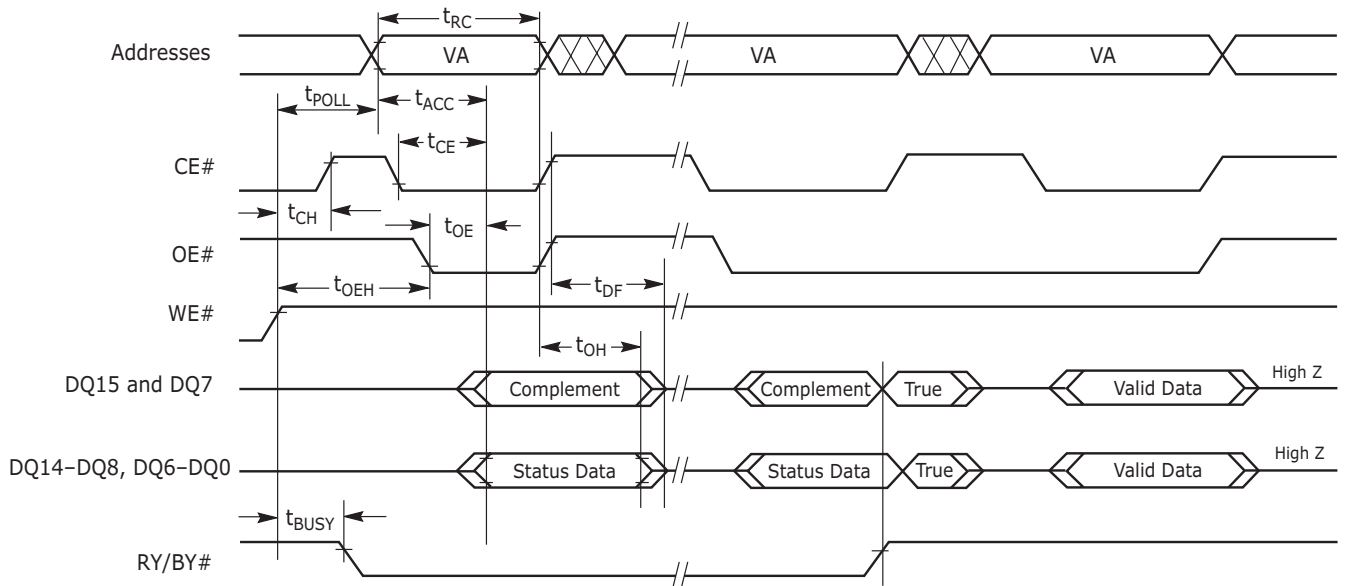 tRC
Addresses VA VA VA
tPOLL tACC
tCE
CE#
tCH tOE
OE#
tOEH tDF
WE#
tOH
DQ15 and DQ7 Complement Complement True Valid Data High Z
DQ14–DQ8, DQ6–DQ0 Status Data Status Data True Valid Data High Z
tBUSY
RY/BY#